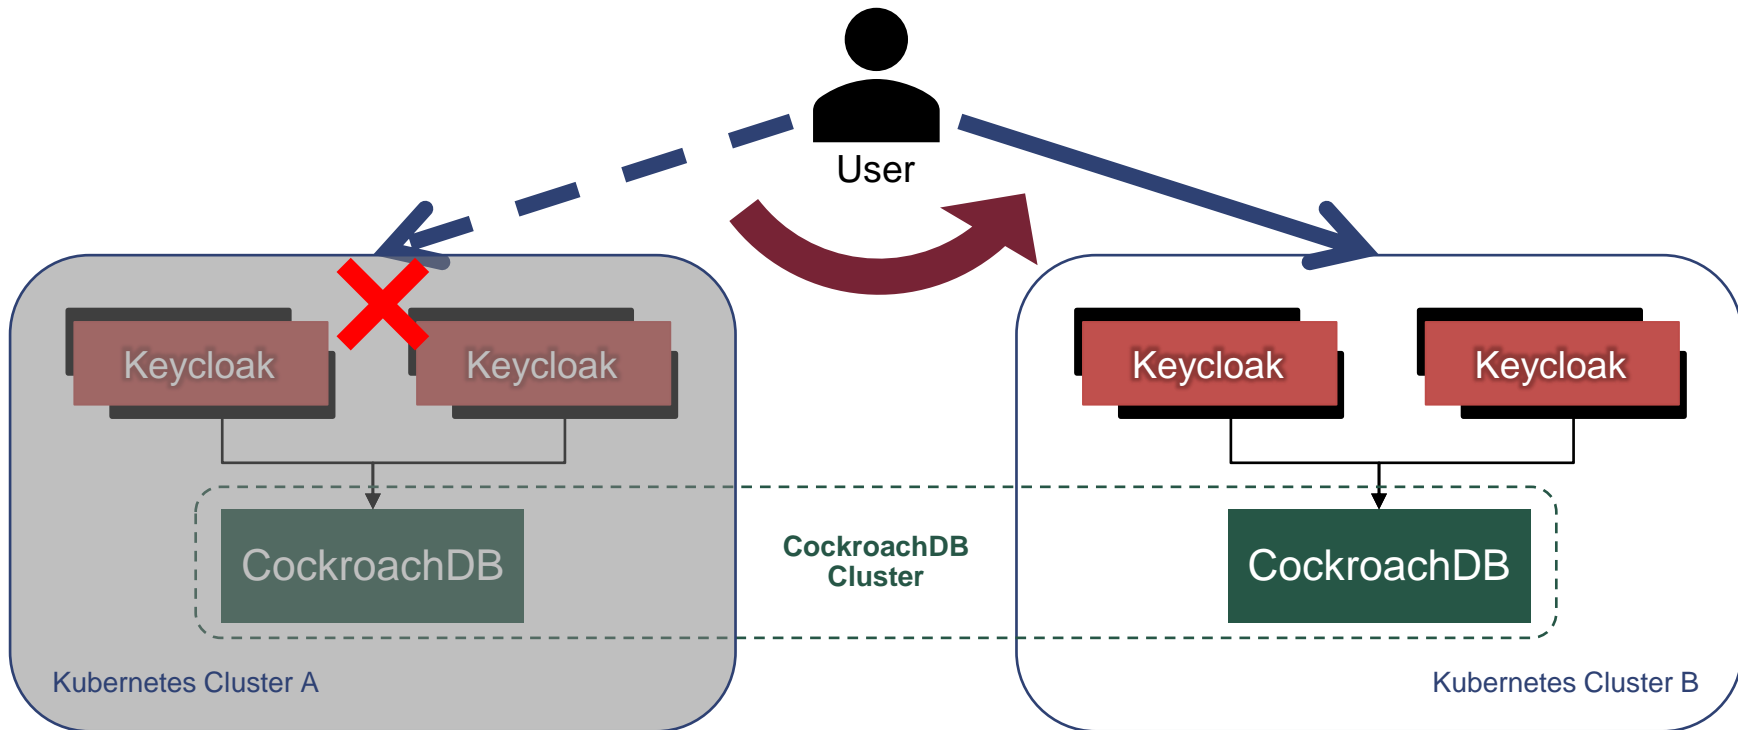 User
Keycloak
Keycloak
Keycloak
Keycloak
CockroachDB
CockroachDB
Cluster
CockroachDB
Kubernetes Cluster A
Kubernetes Cluster B